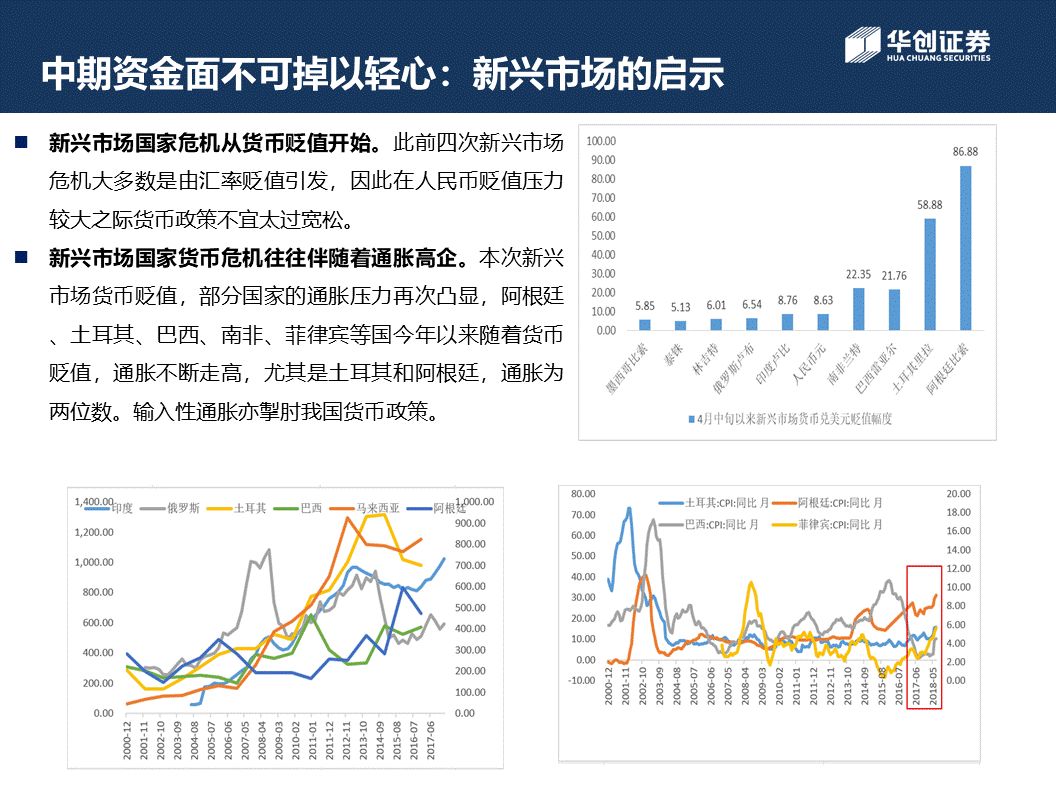 华创证券
HUA CHUANG SECURITIES
中期资金面不可掉以轻心：新兴市场的启示
新兴市场国家危机从货币贬值开始。此前四次新兴市场
危机大多数是由汇率贬值引发，因此在人民币贬值压力
较大之际货币政策不宜太过宽松。
新兴市场国家货币危机往往伴随着通胀高企。本次新兴
市场货币贬值，部分国家的通胀压力再次凸显，阿根廷
、土耳其、巴西、南非、菲律宾等国今年以来随着货币
贬值，通胀不断走高，尤其是土耳其和阿根廷，通胀为
两位数。输入性通胀亦掣肘我国货币政策。
100.00
90.00
80.00
70.00
60.00
50.00
40.00
30.00
20.00
10.00
0.00
5.85 5.13 6.01 6.54 8.76 8.63 22.35 21.76 58.88 86.88
墨西哥比索 泰铢 林吉特 俄罗斯卢布 印度卢比 人民币元 南非兰特 巴西雷亚尔 土耳其里拉 阿根廷比索
4月中旬以来新兴市场货币兑美元贬值幅度
印度 俄罗斯 土耳其 巴西 马来西亚 阿根廷
1,400.00
1,200.00
1,000.00
800.00
600.00
400.00
200.00
0.00
1,000.00
900.00
800.00
700.00
600.00
500.00
400.00
300.00
200.00
100.00
0.00
2000-12 2001-11 2002-10 2003-09 2004-08 2005-07 2006-06 2007-05 2008-04 2009-03 2010-02 2011-01 2011-12 2012-11 2013-10 2014-09 2015-08 2016-07 2017-06
土耳其:CPI:同比 月 阿根廷:CPI:同比 月
巴西:CPI:同比 月 菲律宾:CPI:同比 月
80.00
70.00
60.00
50.00
40.00
30.00
20.00
10.00
0.00
-10.00
20.00
18.00
16.00
14.00
12.00
10.00
8.00
6.00
4.00
2.00
0.00
2000-12 2001-11 2002-10 2003-09 2004-08 2005-07 2006-06 2007-05 2008-04 2009-03 2010-02 2011-01 2011-12 2012-11 2013-10 2014-09 2015-08 2016-07 2017-06 2018-05